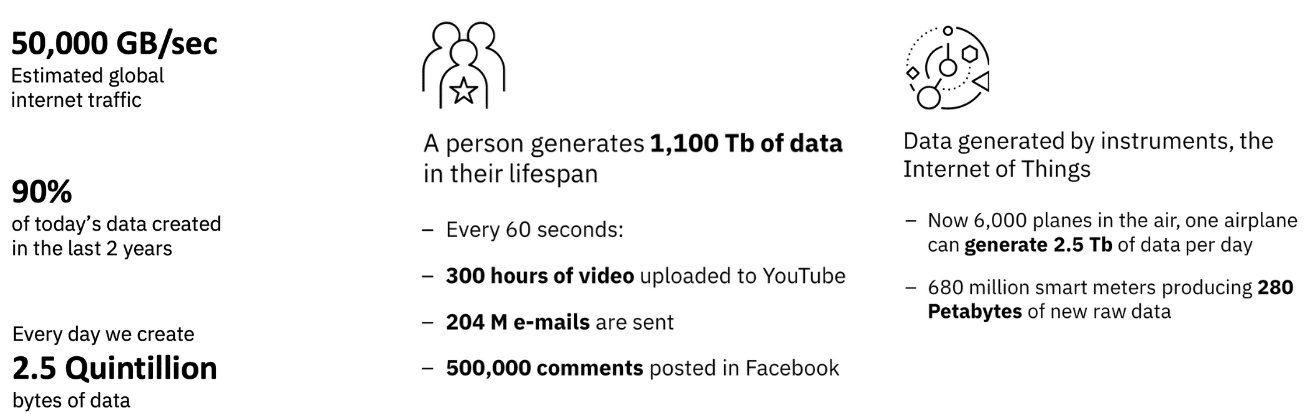 50,000 GB/sec
Estimated global
internet traffic
90%
of today's data created
in the last 2 years
Every day we create
2.5 Quintillion
bytes of data
A person generates 1,100 Tb of data
in their lifespan
– Every 60 seconds:
– 300 hours of video uploaded to YouTube
– 204 M e-mails are sent
– 500,000 comments posted in Facebook
Data generated by instruments, the
Internet of Things
– Now 6,000 planes in the air, one airplane
can generate 2.5 Tb of data per day
– 680 million smart meters producing 280
Petabytes of new raw data